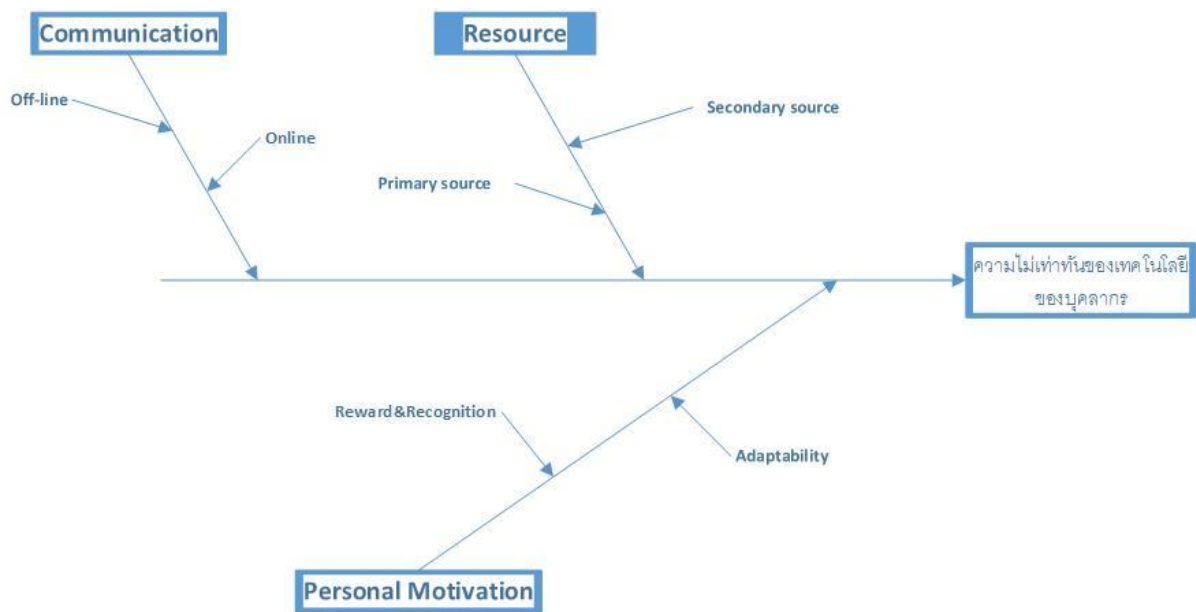 Communication
Resource
Off-line
Online
Secondary source
Primary source
ความไม่เท่าทันของเทคโนโลยี
ของบุคลากร
Reward&Recognition
Adaptability
Personal Motivation